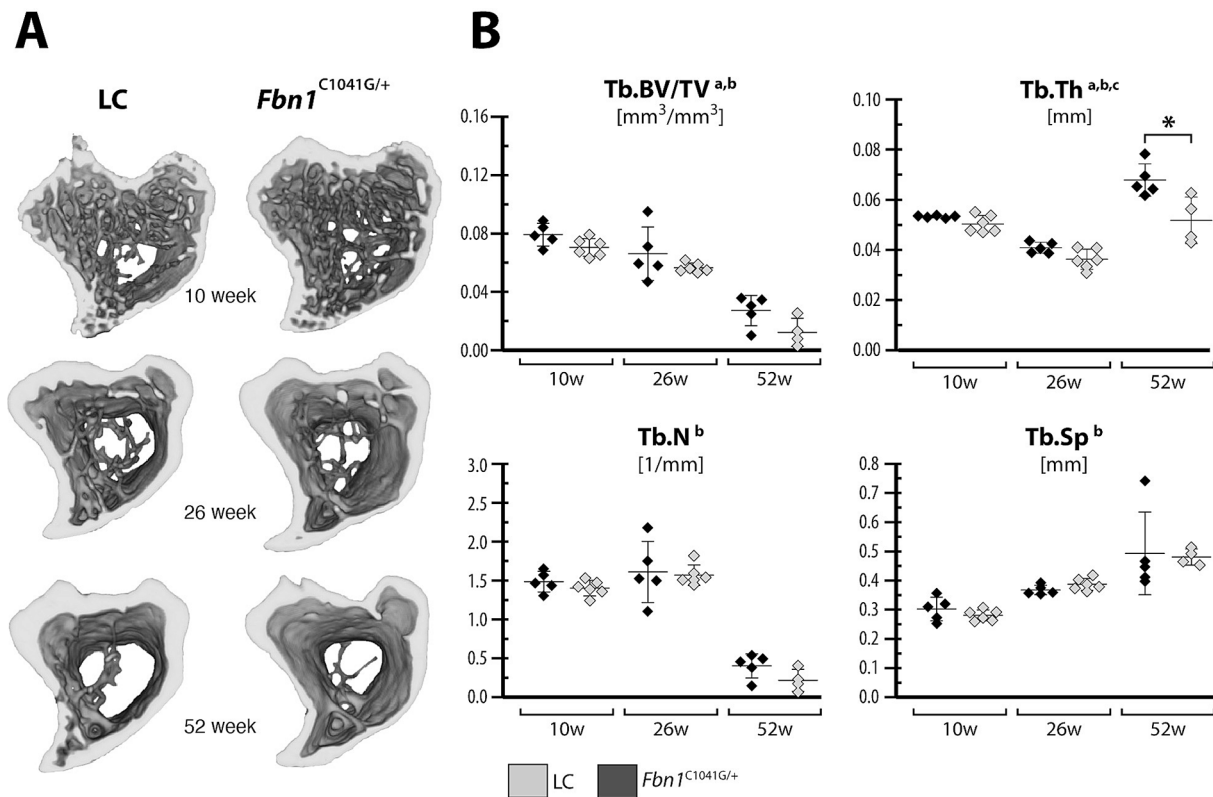 A
LC
Fbn1 C1041G/+
10 week
26 week
52 week
B
Tb.BV/TV a,b
[mm3/mm3]
0.16
0.12
0.08
0.04
0.00
10w 26w 52w
Tb.Th a,b,c
[mm]
*
0.10
0.08
0.06
0.04
0.02
0.00
10w 26w 52w
Tb.N b
[1/mm]
3.0
2.5
2.0
1.5
1.0
0.5
0.0
10w 26w 52w
Tb.Sp b
[mm]
0.8
0.7
0.6
0.5
0.4
0.3
0.2
0.1
0.0
10w 26w 52w
LC Fbn1 C1041G/+